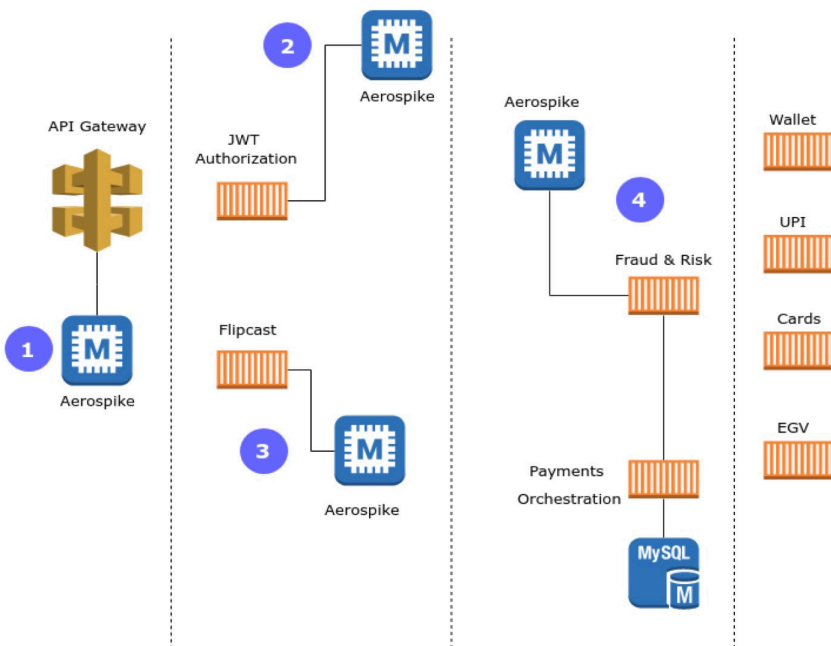 API Gateway
1
M
Aerospike
2
M
Aerospike
JWT
Authorization
Flipcast
3
M
Aerospike
Aerospike
M
4
Fraud & Risk
Payments
Orchestration
MySQL
M
Wallet
UPI
Cards
EGV